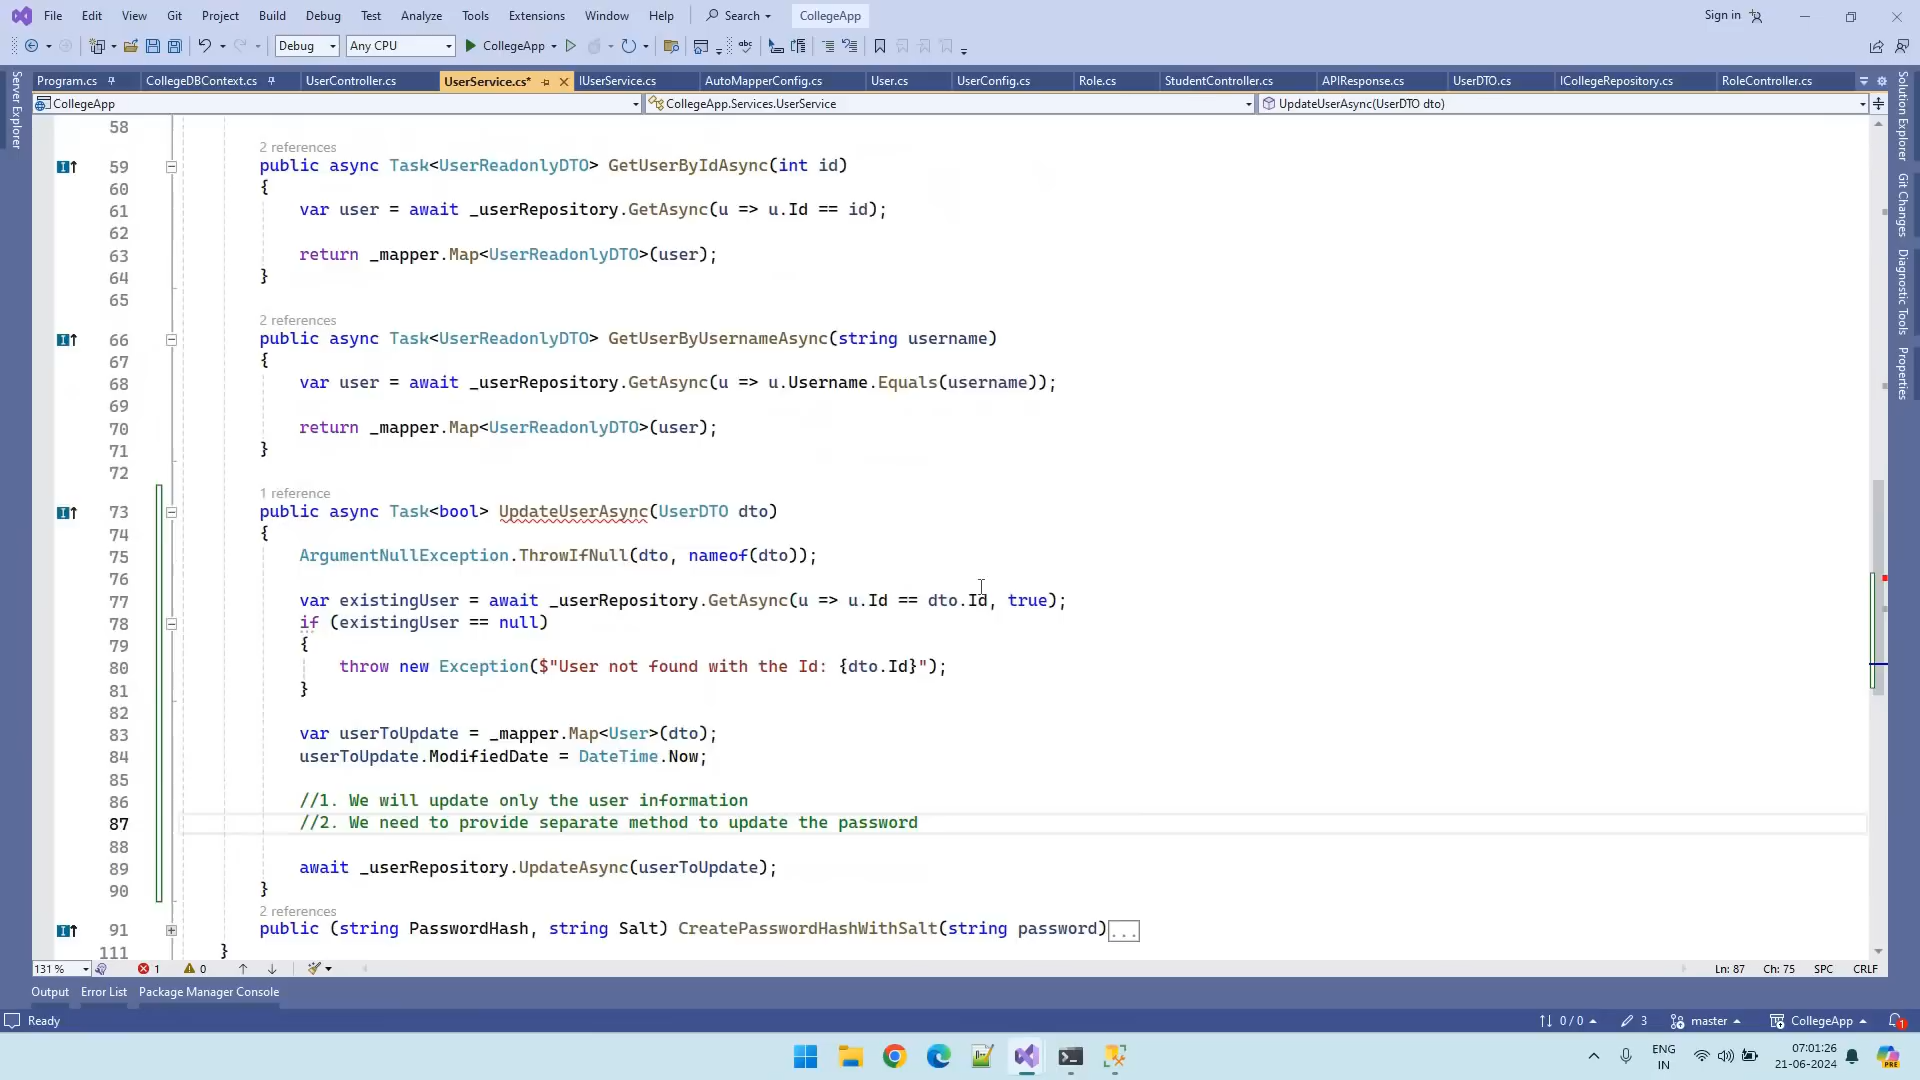 File Edit View Git Project Build Debug Test Analyze Tools Extensions Window Help Search CollegeApp Sign in
Debug Any CPU CollegeApp
Program.cs CollegeDBContext.cs UserController.cs UserService.cs* IUserService.cs AutoMapperConfig.cs User.cs UserConfig.cs Role.cs StudentController.cs APIResponse.cs UserDTO.cs ICollegeRepository.cs RoleController.cs
CollegeApp CollegeApp.Services.UserService UpdateUserAsync(UserDTO dto)
Server Explorer
Solution Explorer
Git Changes
Diagnostic Tools
Properties
58
2 references
59 public async Task<UserReadonlyDTO> GetUserByIdAsync(int id)
60 {
61 var user = await _userRepository.GetAsync(u => u.Id == id);
62
63 return _mapper.Map<UserReadonlyDTO>(user);
64 }
65
2 references
66 public async Task<UserReadonlyDTO> GetUserByUsernameAsync(string username)
67 {
68 var user = await _userRepository.GetAsync(u => u.Username.Equals(username));
69
70 return _mapper.Map<UserReadonlyDTO>(user);
71 }
72
1 reference
73 public async Task<bool> UpdateUserAsync(UserDTO dto)
74 {
75 ArgumentNullException.ThrowIfNull(dto, nameof(dto));
76
77 var existingUser = await _userRepository.GetAsync(u => u.Id == dto.Id, true);
78 if (existingUser == null)
79 {
80 throw new Exception($"User not found with the Id: {dto.Id}");
81 }
82
83 var userToUpdate = _mapper.Map<User>(dto);
84 userToUpdate.ModifiedDate = DateTime.Now;
85
86 //1. We will update only the user information
87 //2. We need to provide separate method to update the password
88
89 await _userRepository.UpdateAsync(userToUpdate);
90 }
2 references
91 public (string PasswordHash, string Salt) CreatePasswordHashWithSalt(string password)...
111 }
131 % 1 0 Ln: 87 Ch: 75 SPC CRLF
Output Error List Package Manager Console
Ready 0 / 0 3 master CollegeApp 1
ENG
IN
07:01:26
21-06-2024
PRE